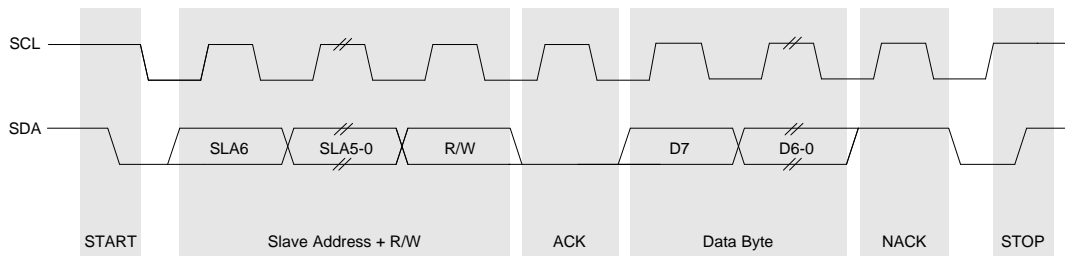 SCL
SDA
SLA6 SLA5-0 R/W D7 D6-0
START Slave Address + R/W ACK Data Byte NACK STOP